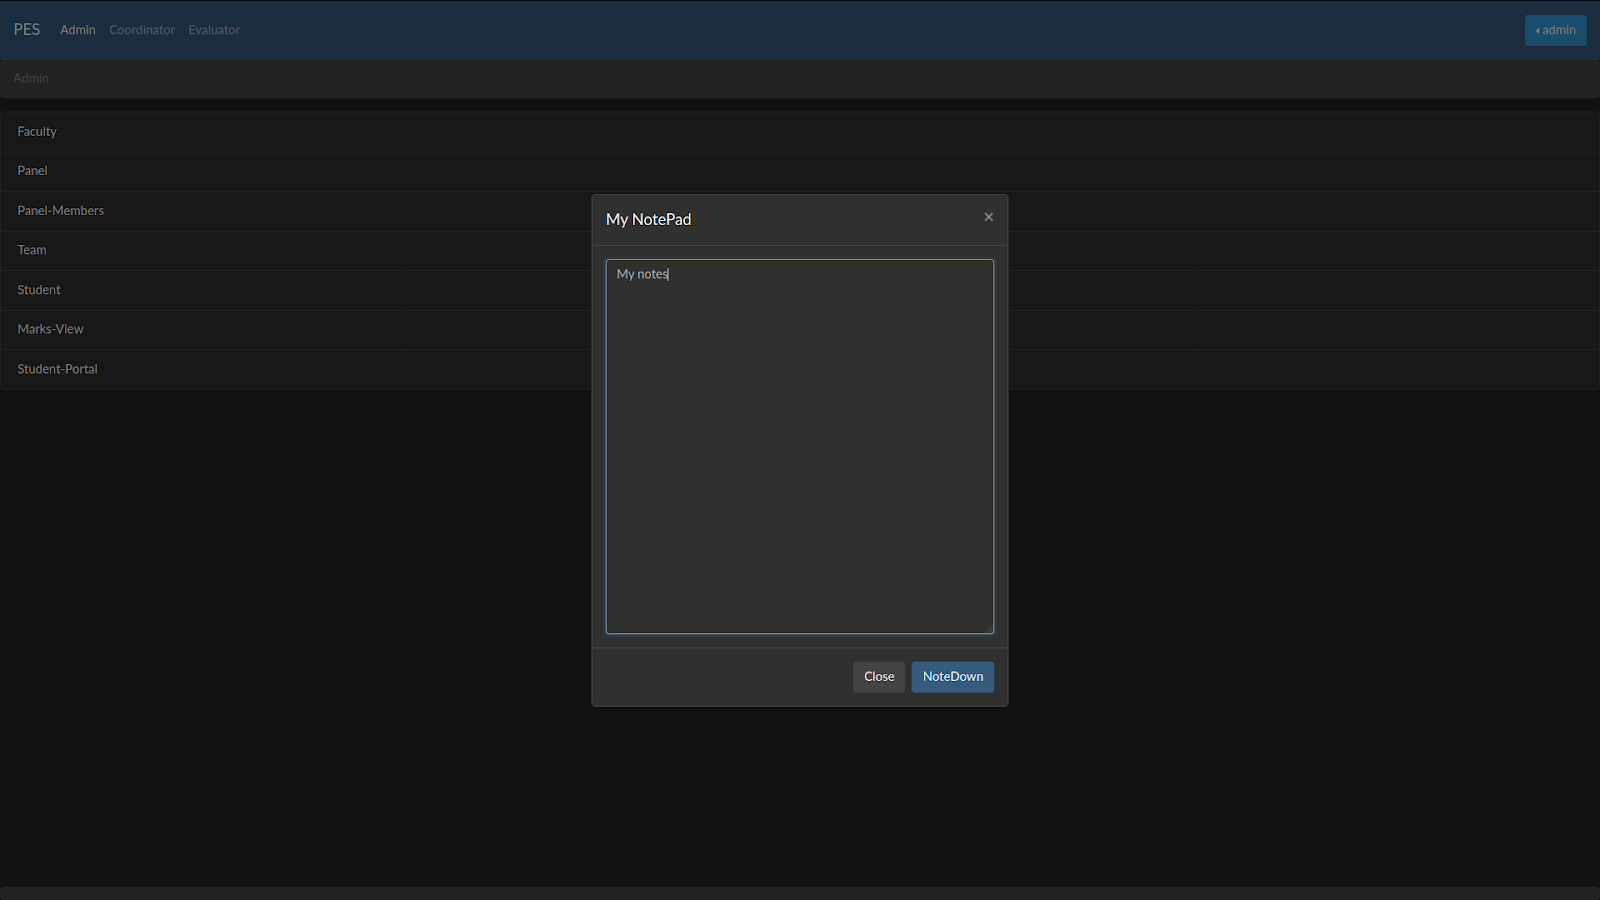 PES Admin Coordinator Evaluator admin
Admin
Faculty
Panel
Panel-Members
Team
Student
Marks-View
Student-Portal
My NotePad ×
My notes
Close NoteDown